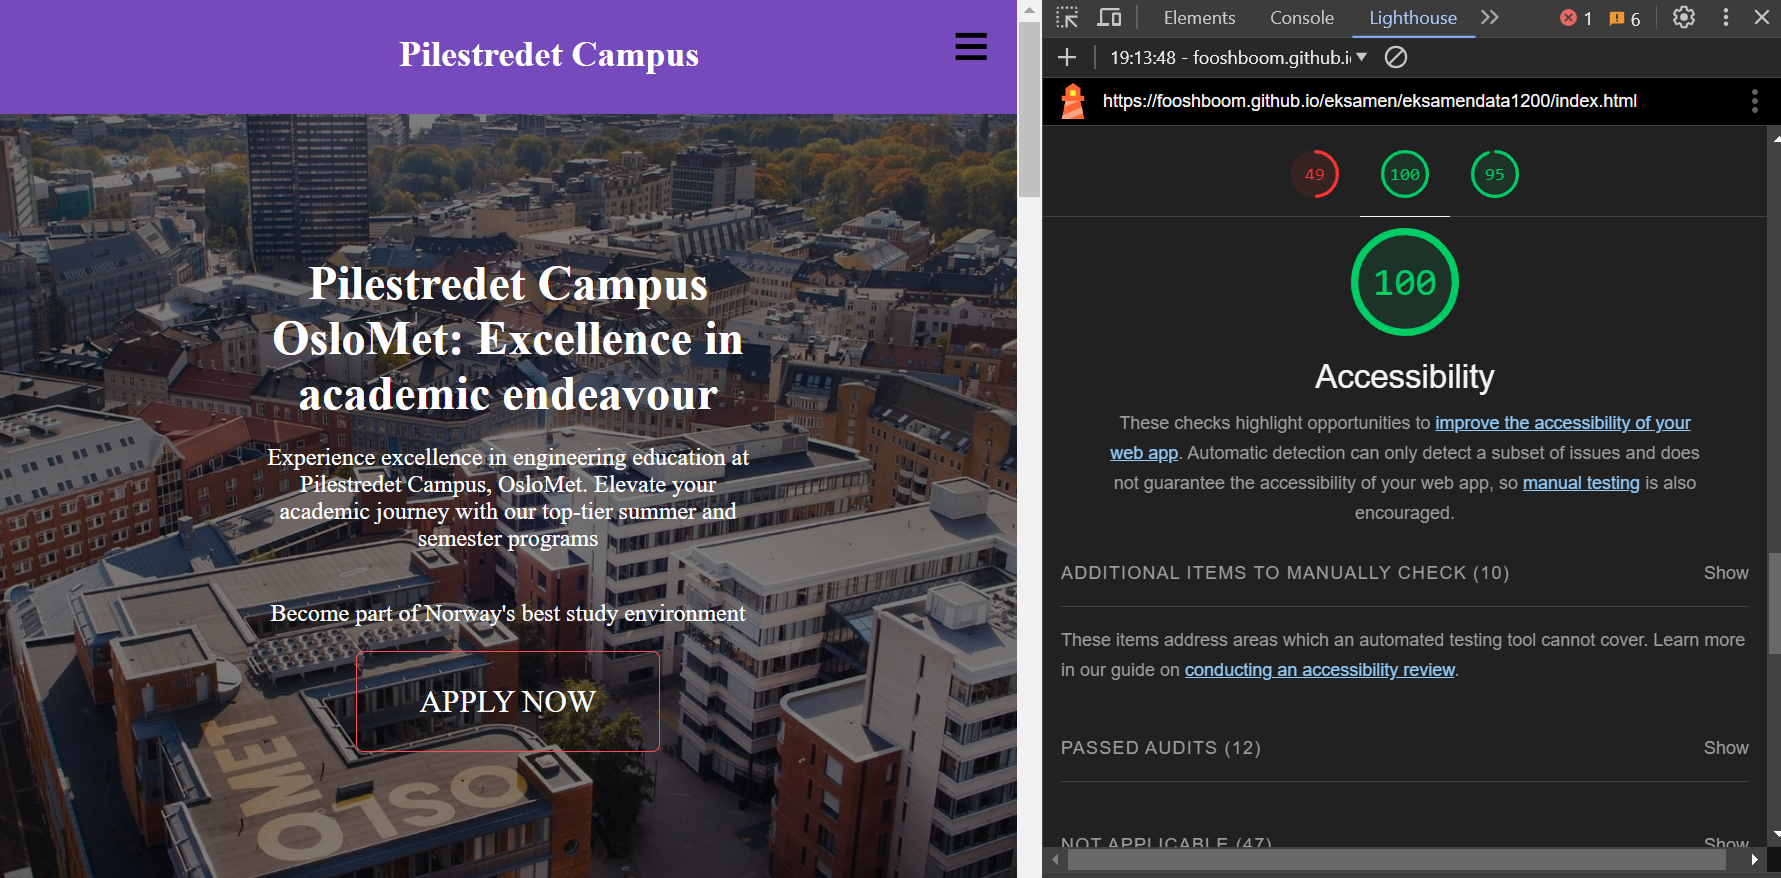 Pilestredet Campus
Pilestredet Campus
OsloMet: Excellence in
academic endeavour
Experience excellence in engineering education at
Pilestredet Campus, OsloMet. Elevate your
academic journey with our top-tier summer and
semester programs
Become part of Norway's best study environment
APPLY NOW
OSLO
MET
Elements Console Lighthouse 1 6
19:13:48 - fooshboom.github.i
https://fooshboom.github.io/eksamen/eksamendata1200/index.html
49 100 95
100
Accessibility
These checks highlight opportunities to improve the accessibility of your
web app. Automatic detection can only detect a subset of issues and does
not guarantee the accessibility of your web app, so manual testing is also
encouraged.
ADDITIONAL ITEMS TO MANUALLY CHECK (10) Show
These items address areas which an automated testing tool cannot cover. Learn more
in our guide on conducting an accessibility review.
PASSED AUDITS (12) Show
NOT APPLICABLE (47) Show